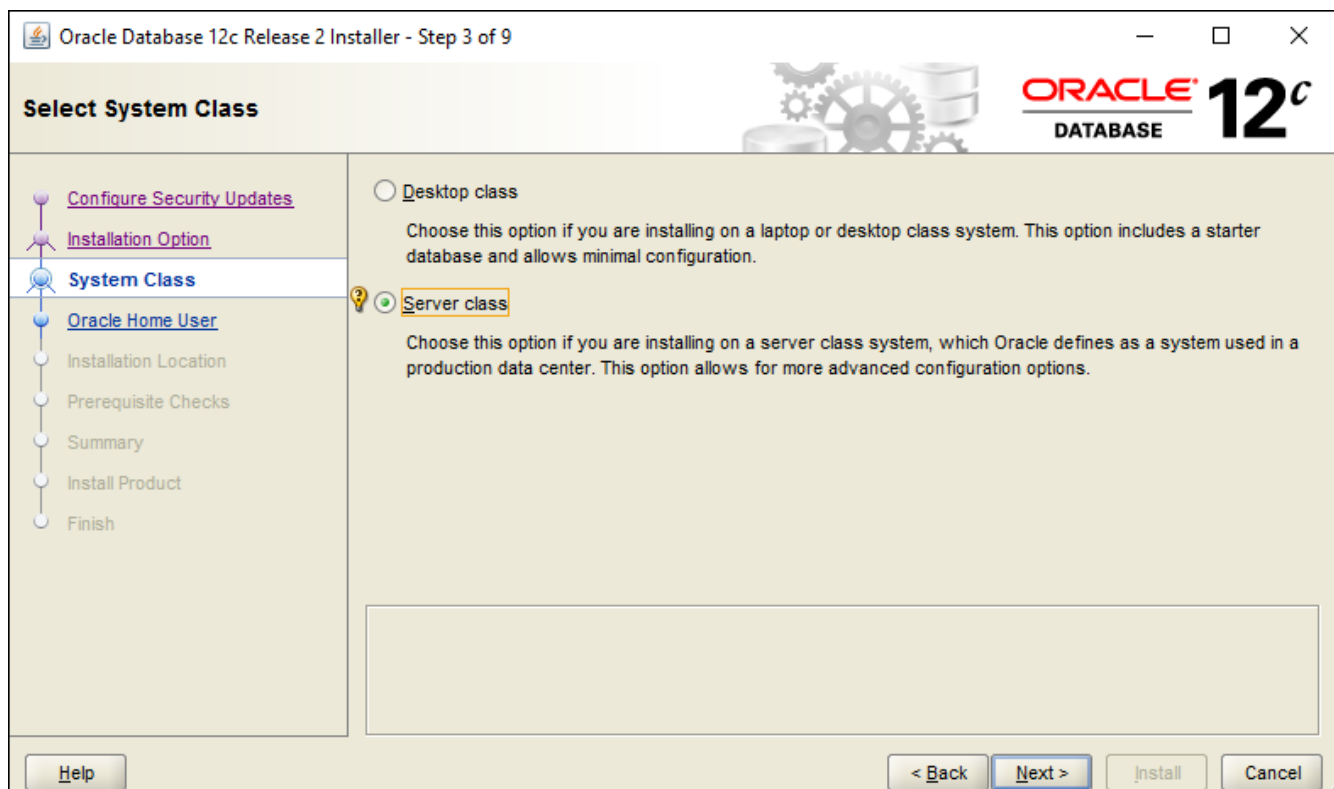 Oracle Database 12c Release 2 Installer - Step 3 of 9
Select System Class
ORACLE
DATABASE
12c
Configure Security Updates
Installation Option
System Class
Oracle Home User
Installation Location
Prerequisite Checks
Summary
Install Product
Finish
Desktop class
Choose this option if you are installing on a laptop or desktop class system. This option includes a starter
database and allows minimal configuration.
Server class
Choose this option if you are installing on a server class system, which Oracle defines as a system used in a
production data center. This option allows for more advanced configuration options.
Help
< Back
Next >
Install
Cancel